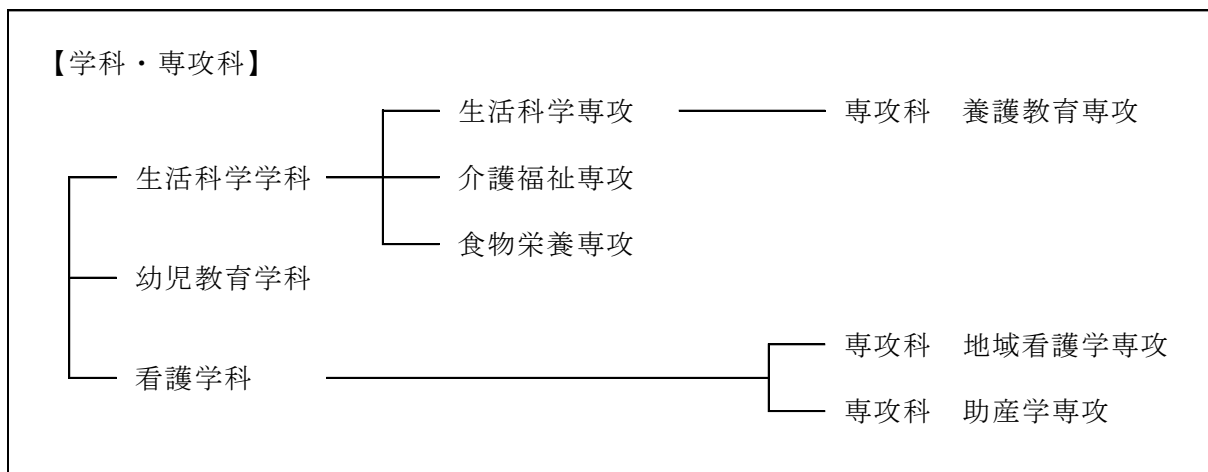 【学科・専攻科】
生活科学専攻 専攻科 養護教育専攻
生活科学学科 介護福祉専攻
食物栄養専攻
幼児教育学科
専攻科 地域看護学専攻
看護学科
専攻科 助産学専攻